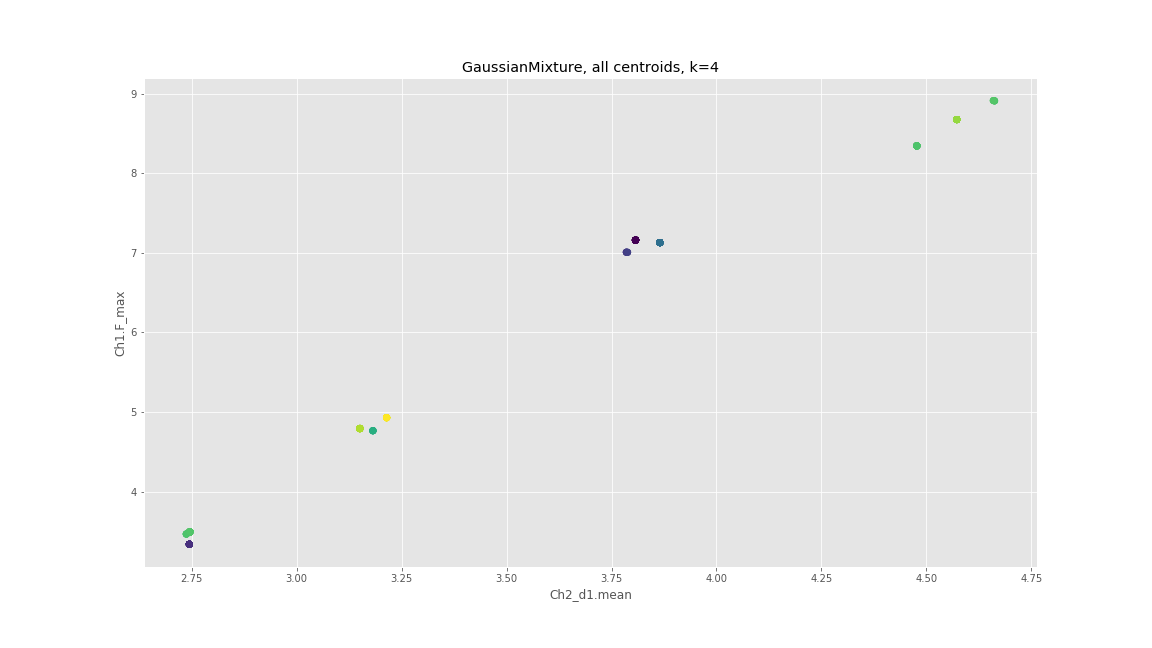 GaussianMixture, all centroids, k=4
9
8
7
6
5
4
Ch1.F_max
2.75 3.00 3.25 3.50 3.75 4.00 4.25 4.50 4.75
Ch2_d1.mean